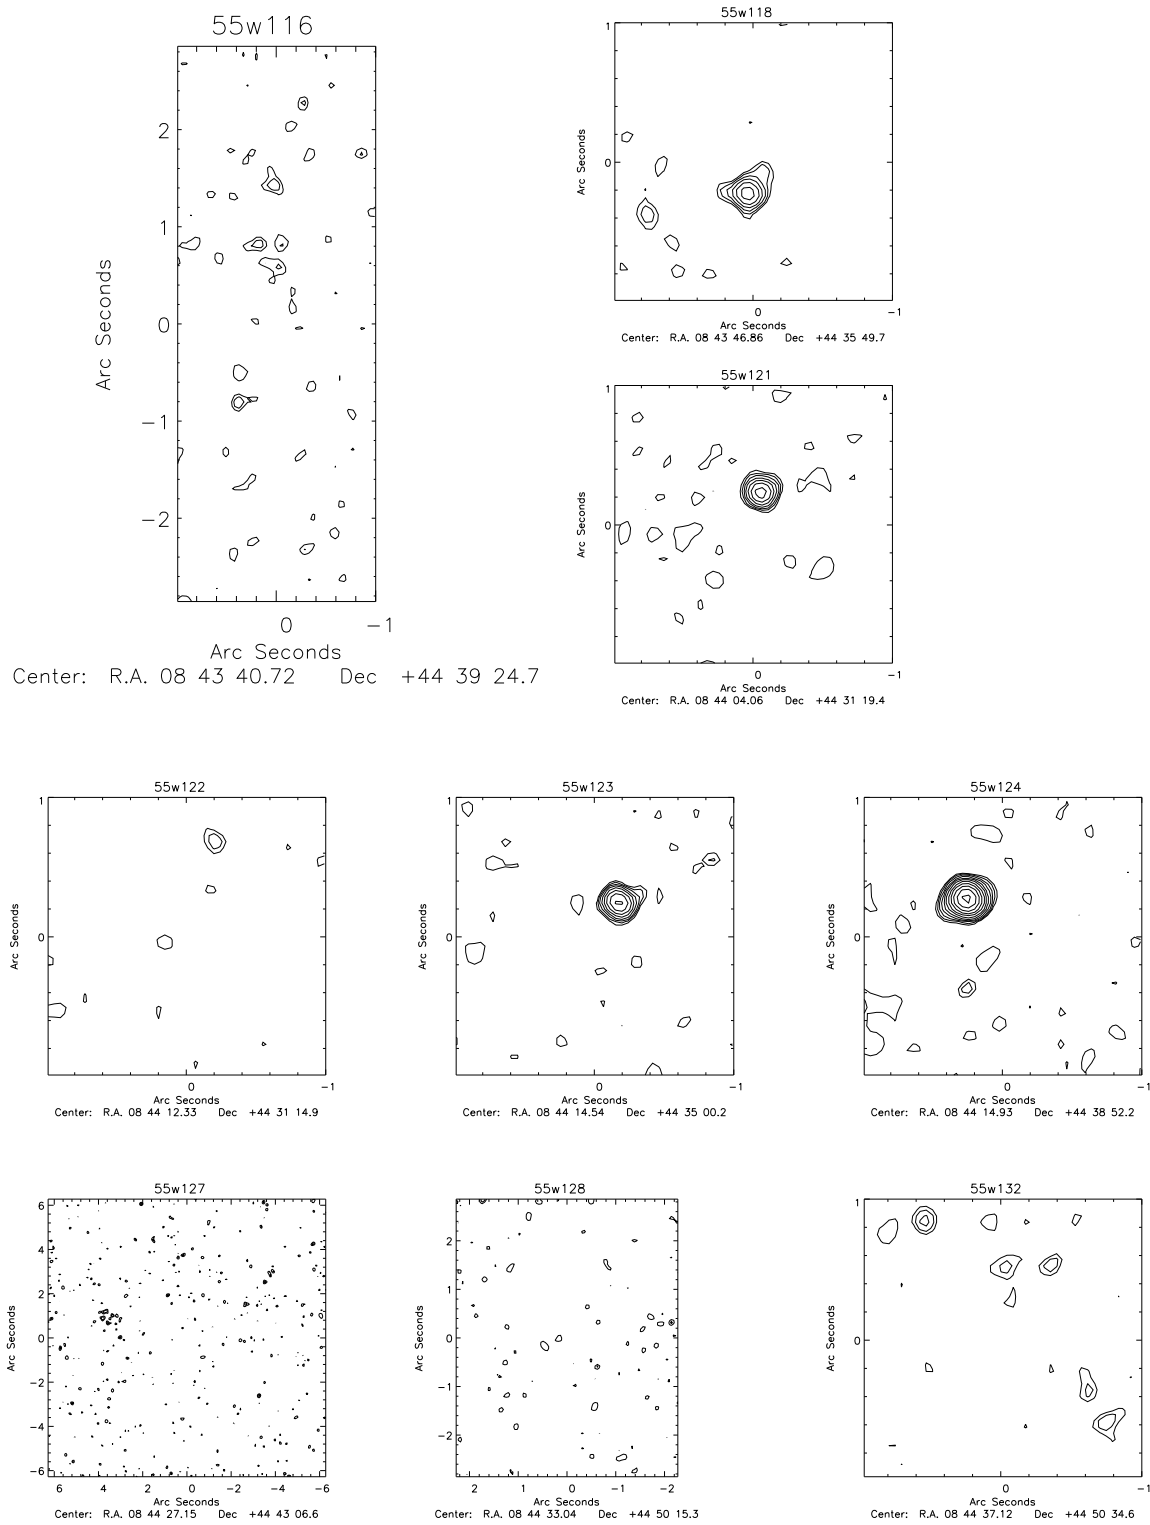 55w116
2
1
0
−1
−2
Arc Seconds
0 −1
Arc Seconds
Center: R.A. 08 43 40.72 Dec +44 39 24.7
55w118
1
0
Arc Seconds
0 −1
Arc Seconds
Center: R.A. 08 43 46.86 Dec +44 35 49.7
55w121
1
0
Arc Seconds
0 −1
Arc Seconds
Center: R.A. 08 44 04.06 Dec +44 31 19.4
55w122
1
0
Arc Seconds
0 −1
Arc Seconds
Center: R.A. 08 44 12.33 Dec +44 31 14.9
55w123
1
0
Arc Seconds
0 −1
Arc Seconds
Center: R.A. 08 44 14.54 Dec +44 35 00.2
55w124
1
0
Arc Seconds
0 −1
Arc Seconds
Center: R.A. 08 44 14.93 Dec +44 38 52.2
55w127
6
4
2
0
−2
−4
−6
Arc Seconds
6 4 2 0 −2 −4 −6
Arc Seconds
Center: R.A. 08 44 27.15 Dec +44 43 06.6
55w128
2
1
0
−1
−2
Arc Seconds
2 1 0 −1 −2
Arc Seconds
Center: R.A. 08 44 33.04 Dec +44 50 15.3
55w132
1
0
Arc Seconds
0 −1
Arc Seconds
Center: R.A. 08 44 37.12 Dec +44 50 34.6